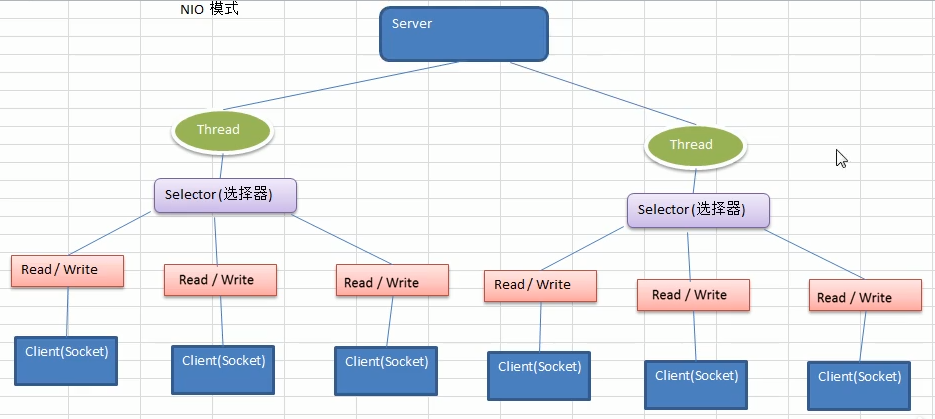 NIO 模式
Server
Thread
Thread
Selector(选择器)
Selector(选择器)
Read / Write
Read / Write
Read / Write
Read / Write
Read / Write
Read / Write
Client(Socket)
Client(Socket)
Client(Socket)
Client(Socket)
Client(Socket)
Client(Socket)